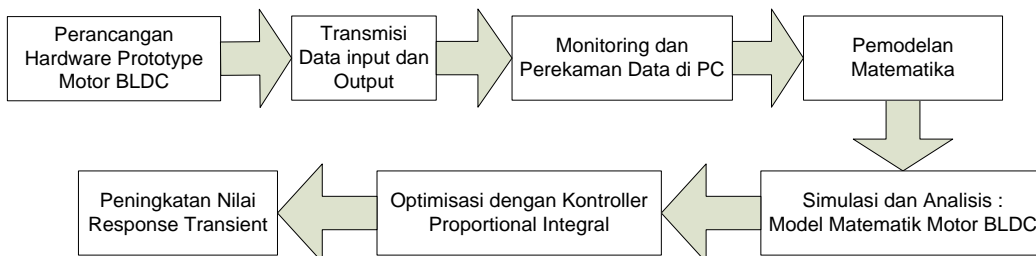 Perancangan
Hardware Prototype
Motor BLDC
Transmisi
Data input dan
Output
Monitoring dan
Perekaman Data di PC
Pemodelan
Matematika
Simulasi dan Analisis :
Model Matematik Motor BLDC
Optimisasi dengan Kontroller
Proportional Integral
Peningkatan Nilai
Response Transient